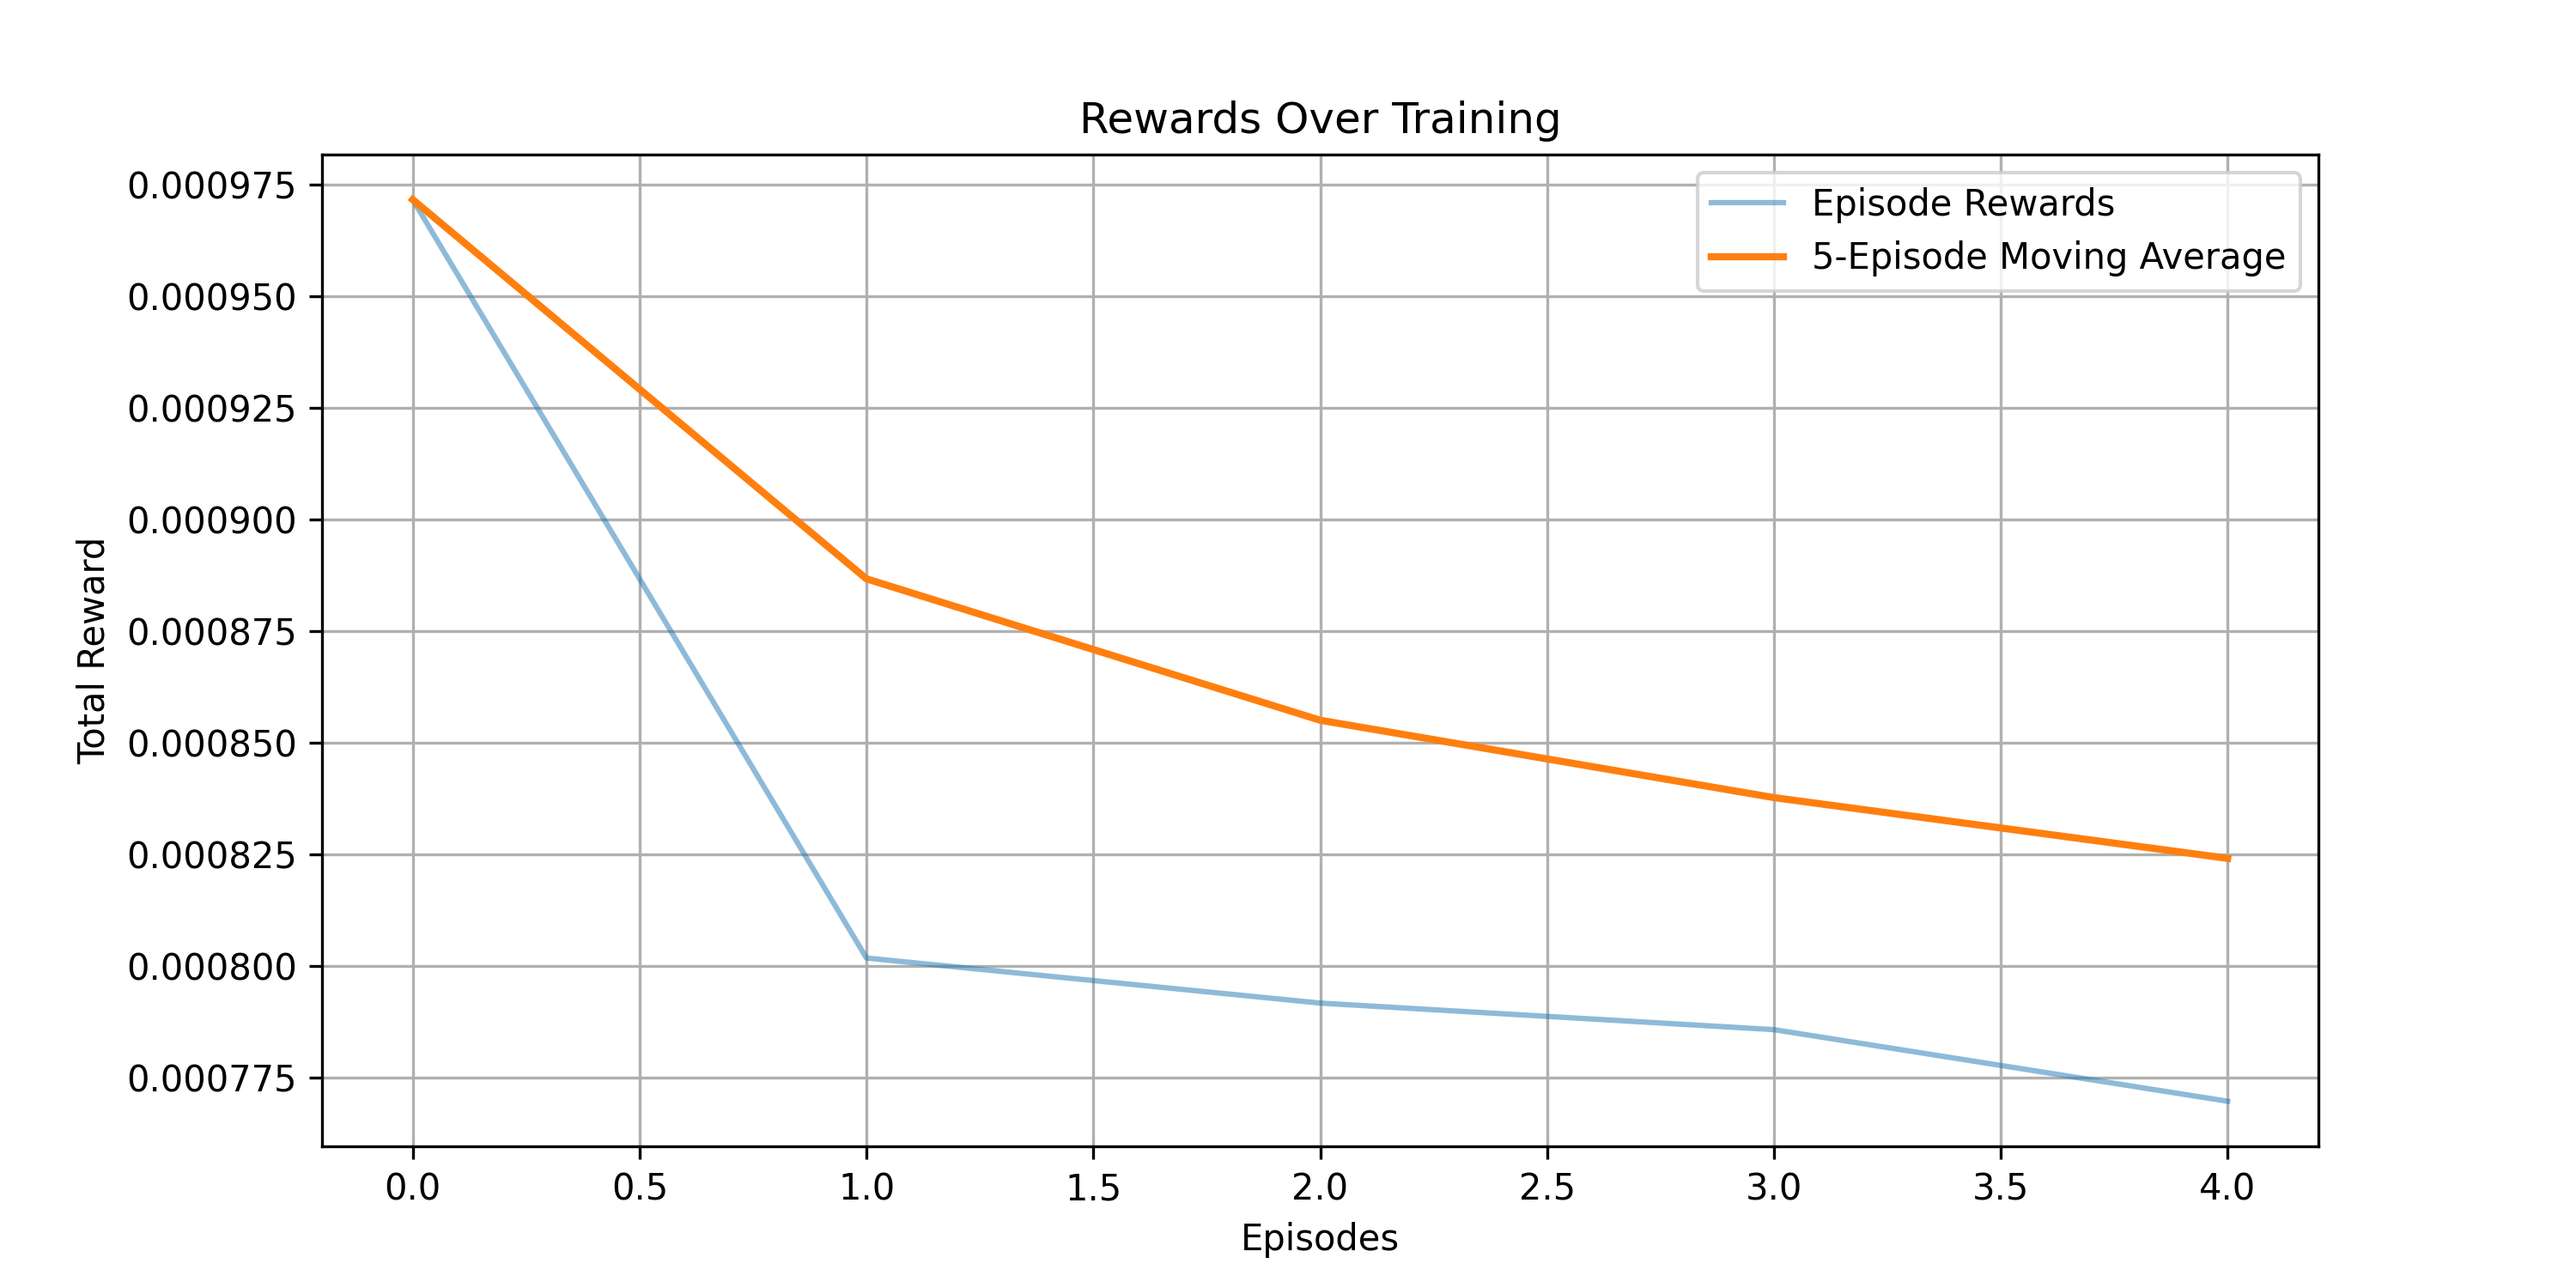 Rewards Over Training
Episode Rewards
5-Episode Moving Average
Total Reward
0.000975
0.000950
0.000925
0.000900
0.000875
0.000850
0.000825
0.000800
0.000775
0.0 0.5 1.0 1.5 2.0 2.5 3.0 3.5 4.0
Episodes